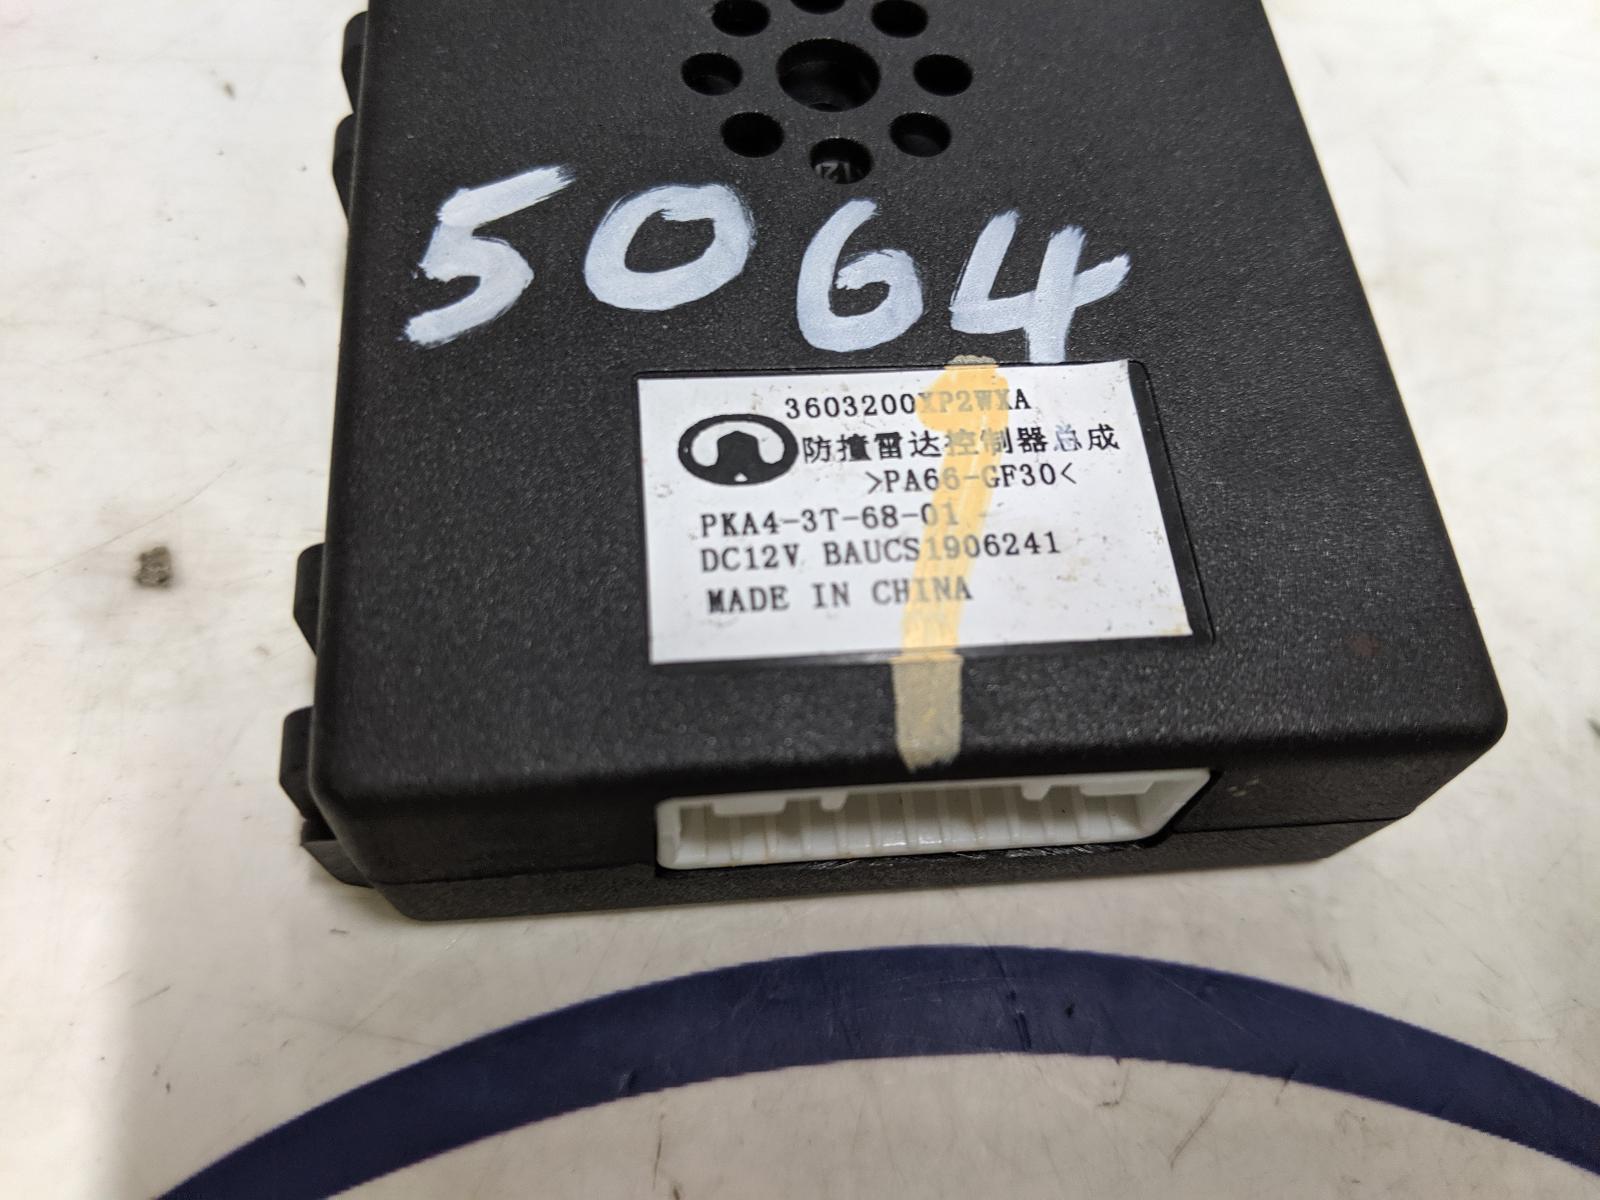 5064
3603200XP2WXA
防撞雷达控制器总成
>PA66-GF30<
PKA4-3T-68-01
DC12V BAUCS1906241
MADE IN CHINA